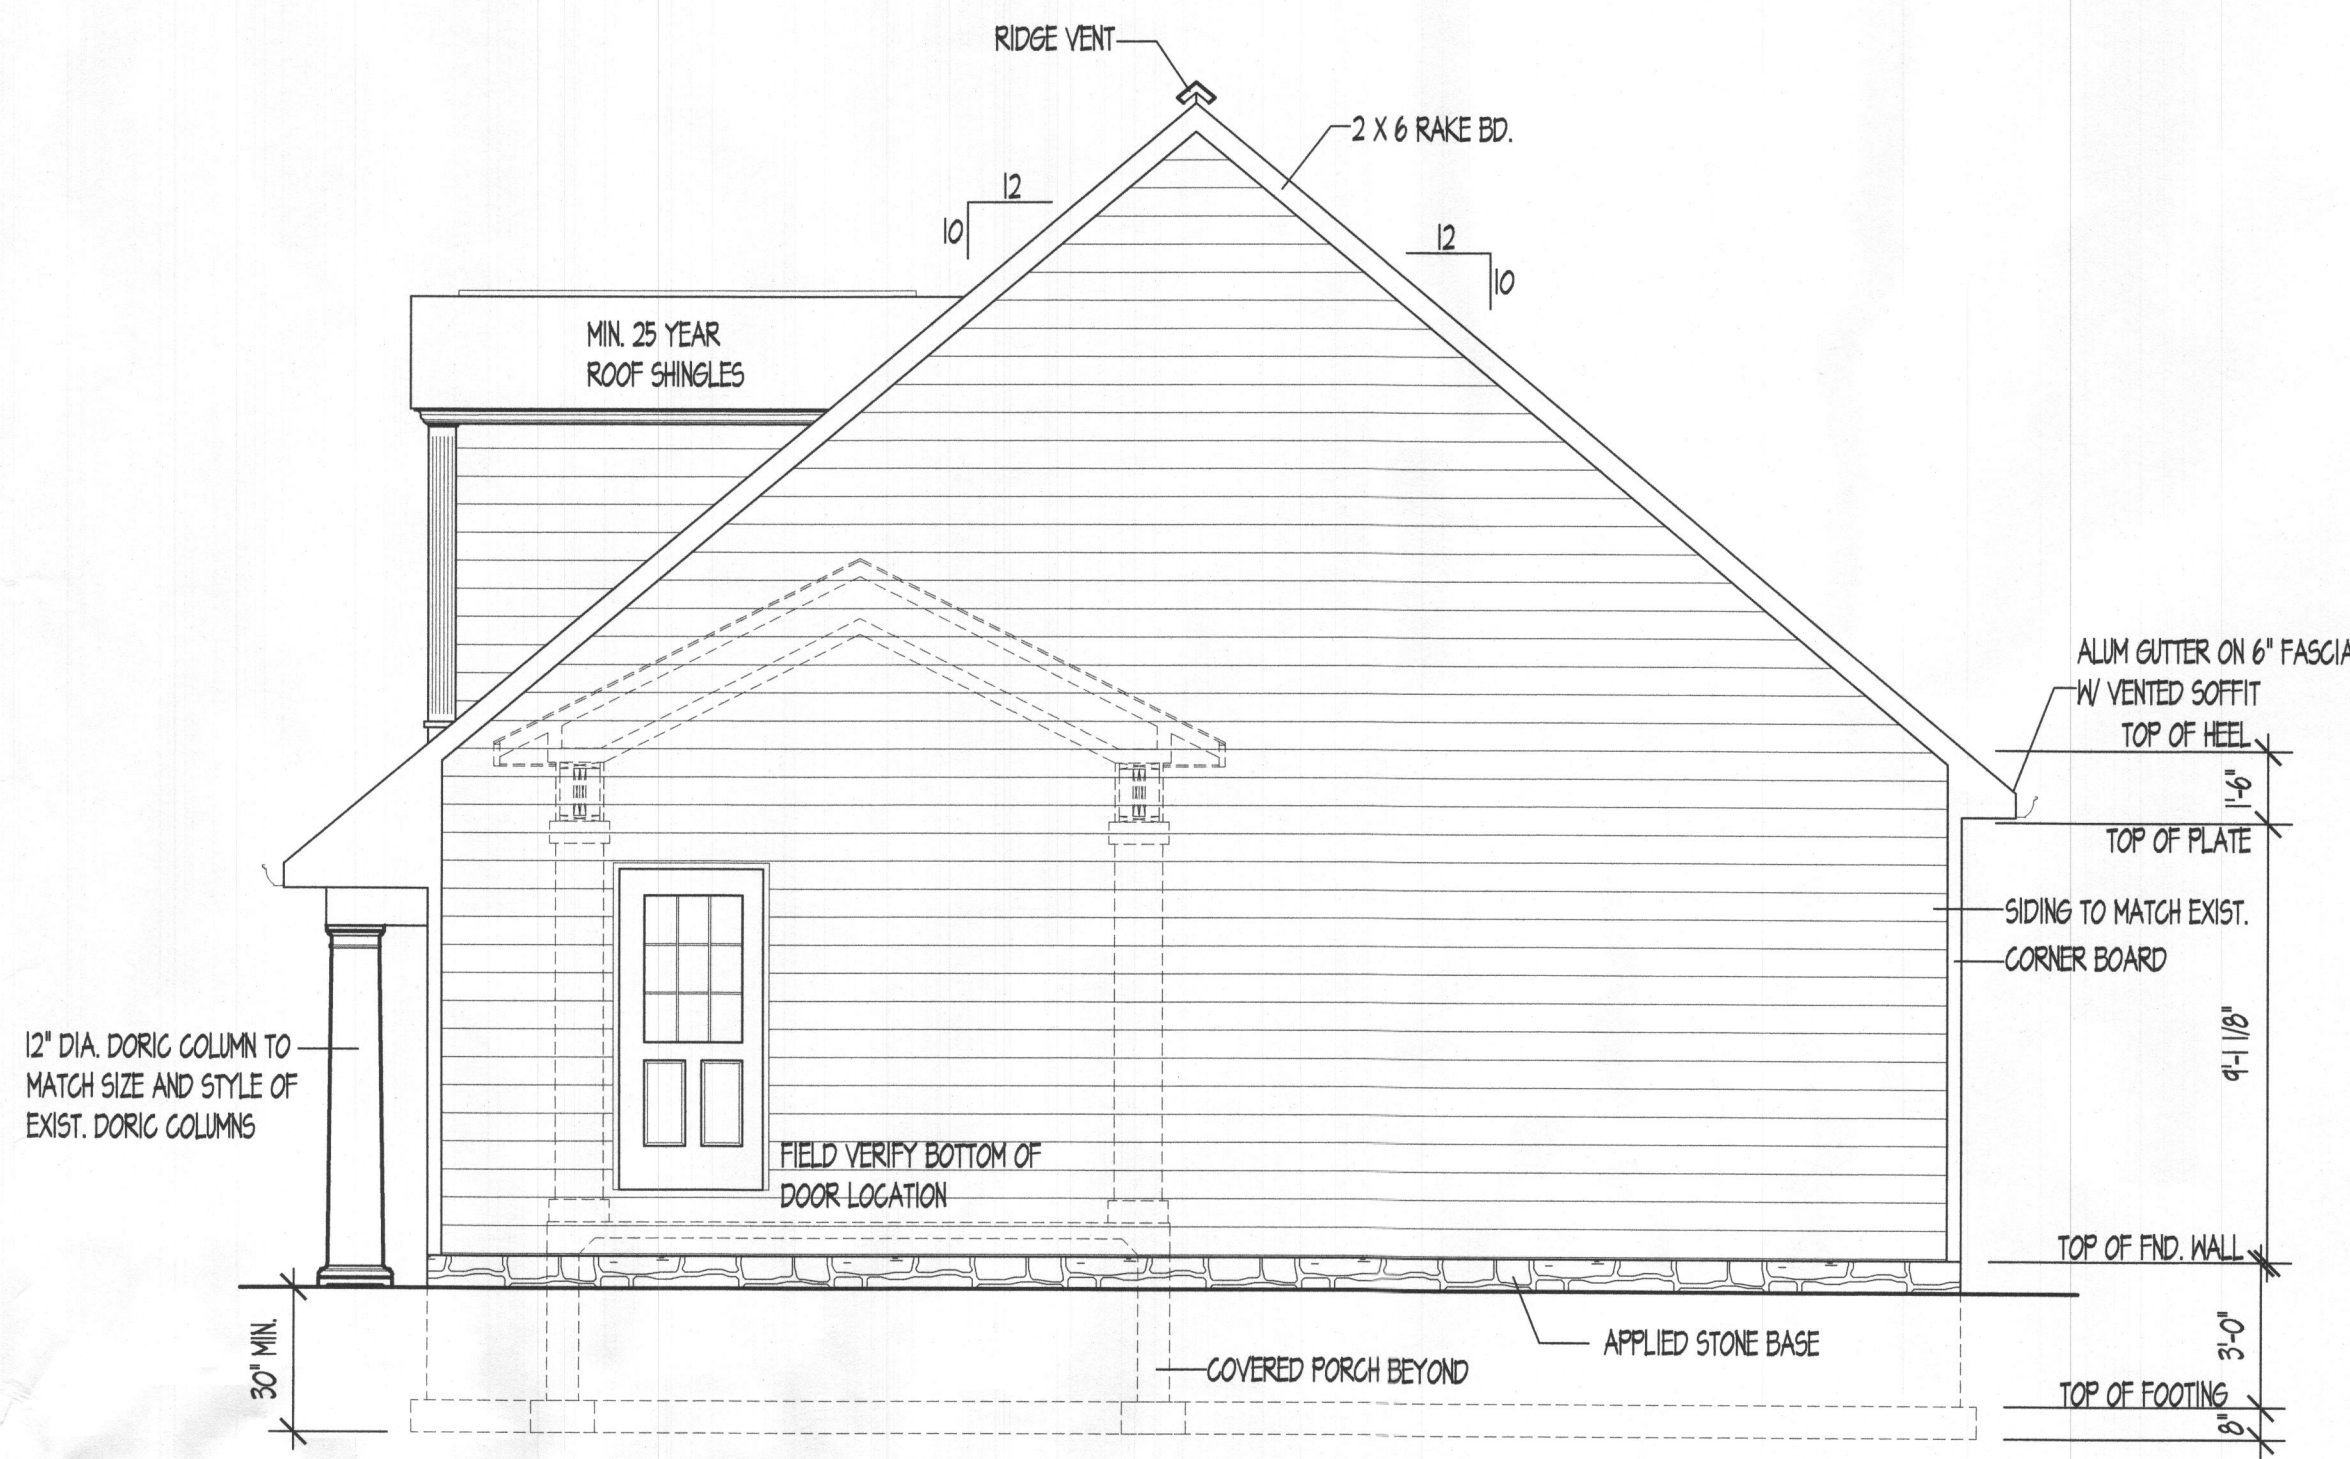 RIDGE VENT
2 X 6 RAKE BD.
12
10
12
10
MIN. 25 YEAR
ROOF SHINGLES
ALUM GUTTER ON 6" FASCIA
W/ VENTED SOFFIT
TOP OF HEEL
1'-6"
TOP OF PLATE
SIDING TO MATCH EXIST.
CORNER BOARD
9'-1 1/8"
12" DIA. DORIC COLUMN TO
MATCH SIZE AND STYLE OF
EXIST. DORIC COLUMNS
FIELD VERIFY BOTTOM OF
DOOR LOCATION
TOP OF FND. WALL
30" MIN.
APPLIED STONE BASE
3'-0"
COVERED PORCH BEYOND
TOP OF FOOTING
8"